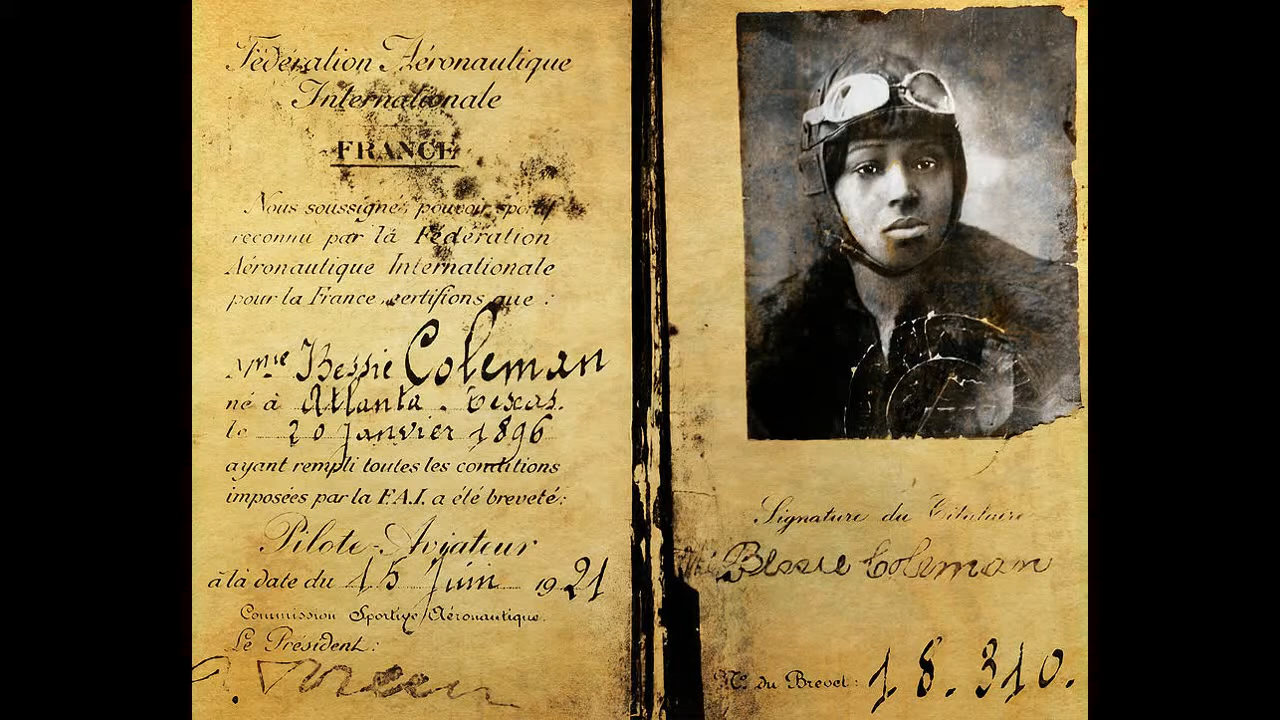 Fédération Aéronautique
Internationale
FRANCE
Nous soussignés pouvoir sportif
reconnu par la Fédération
Aéronautique Internationale
pour la France, certifions que :
Mme Bessie Coleman
né à Atlanta. Texas.
le 20 Janvier 1896
ayant rempli toutes les conditions
imposées par la F.A.I. a été breveté:
Pilote-Aviateur
à la date du 15 Juin 1921
Commission Sportive Aéronautique.
Le Président:
Signature du Titulaire
Bessie Coleman
No. du Brevet: 18.310.